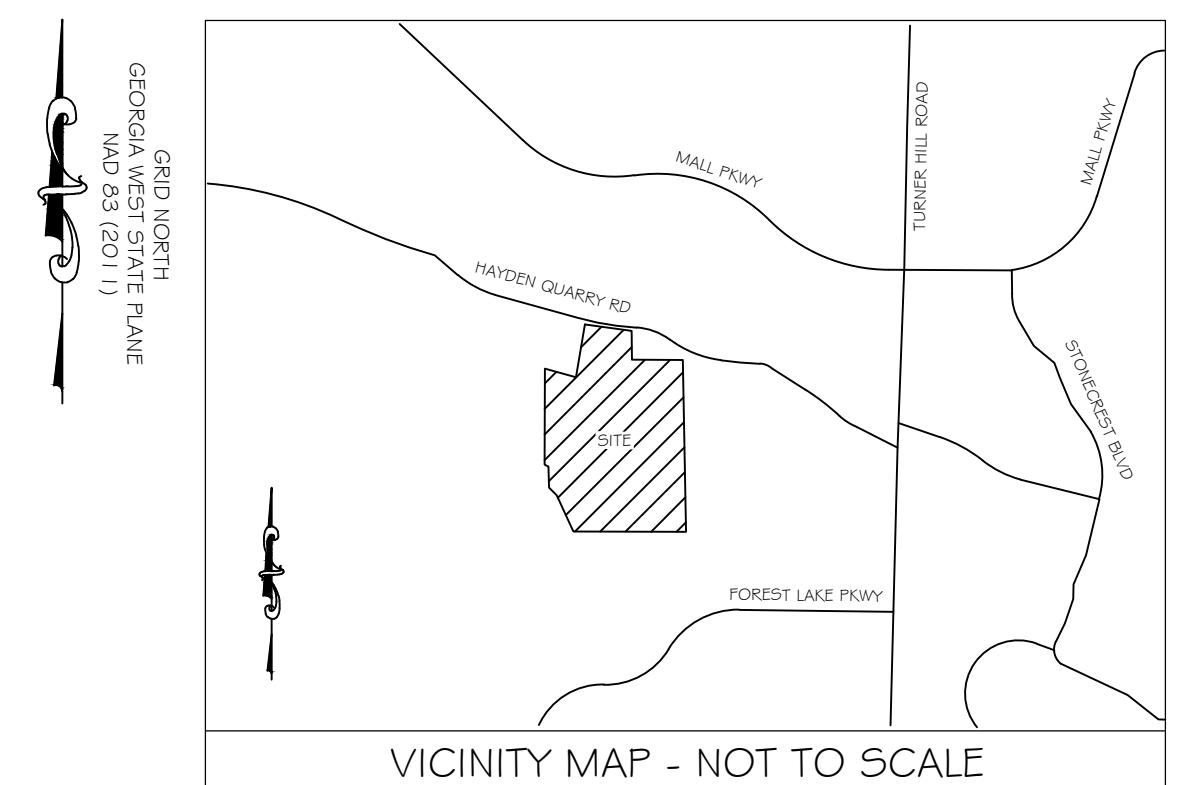 GRID NORTH
GEORGIA WEST STATE PLANE
NAD 83 (2011)
MALL PKWY
TURNER HILL ROAD
MALL PKWY
HAYDEN QUARRY RD
STONECREST BLVD
SITE
FOREST LAKE PKWY
VICINITY MAP - NOT TO SCALE